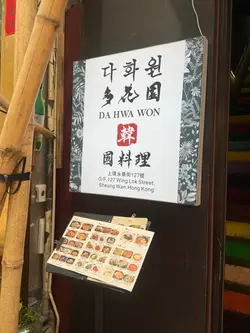 다화원
多花园
DA HWA WON
韓
國料理
上環永樂街127號
G/F, 127 Wing Lok Street,
Sheung Wan, Hong Kong